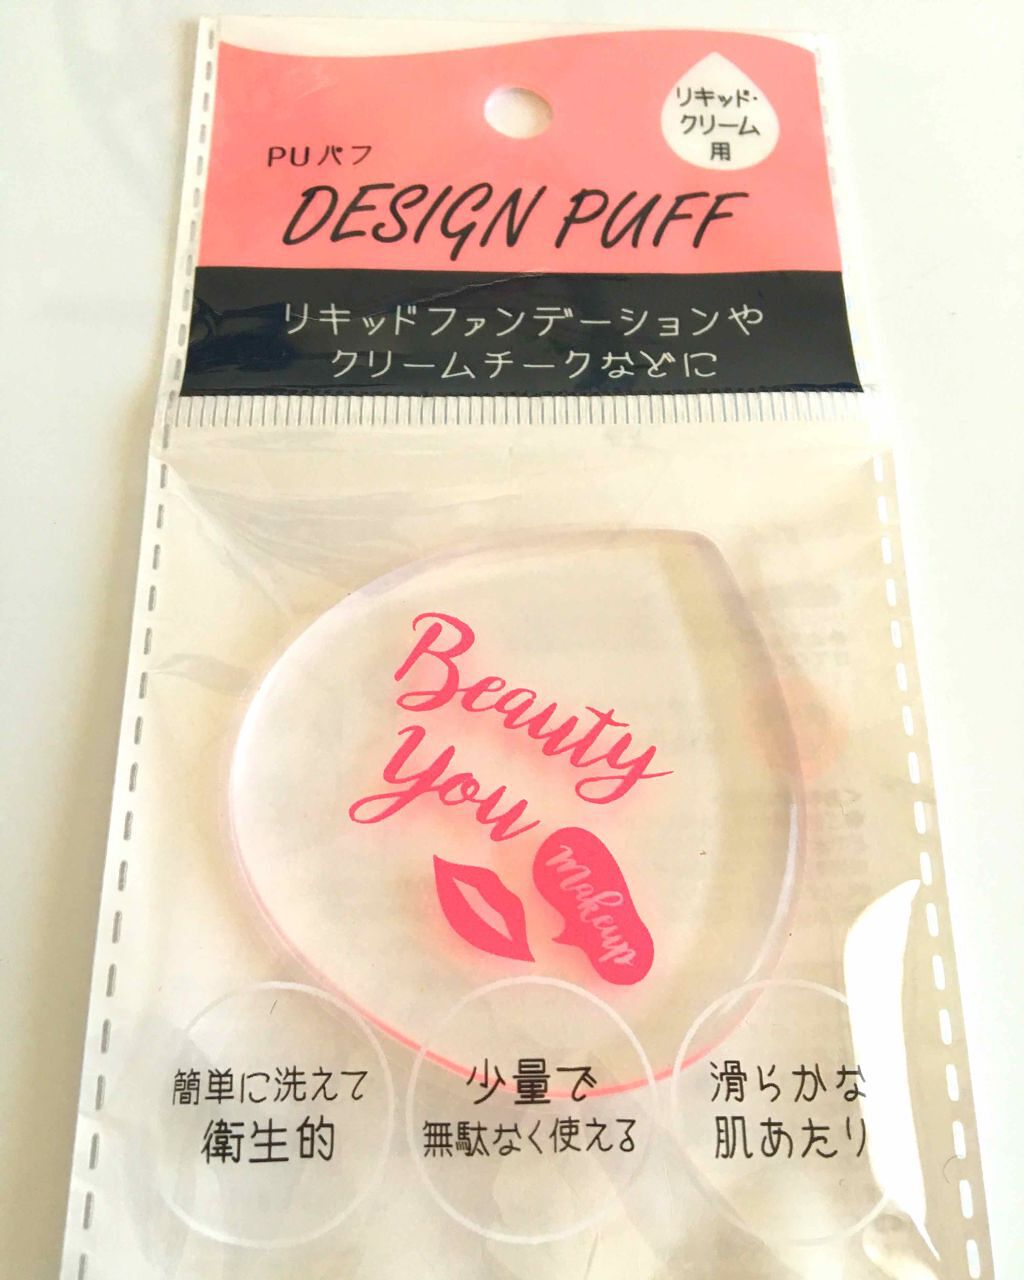 リキッド・
クリーム
用
PUパフ
DESIGN PUFF
リキッドファンデーションや
クリームチークなどに
Beauty
You
Makeup
簡単に洗えて
衛生的
少量で
無駄なく使える
滑らかな
肌あたり